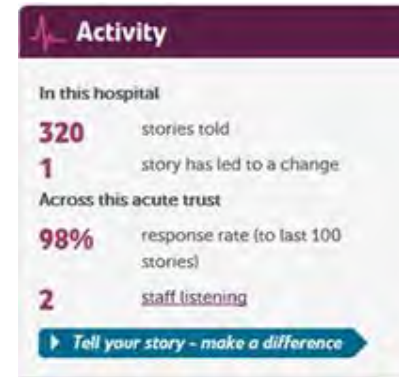 Activity
In this hospital
320 stories told
1 story has led to a change
Across this acute trust
98% response rate (to last 100
stories)
2 staff listening
Tell your story - make a difference